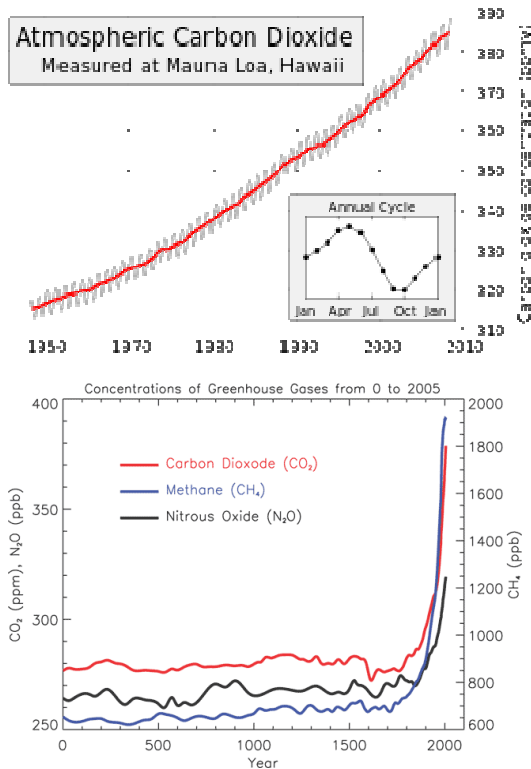 Atmospheric Carbon Dioxide
Measured at Mauna Loa, Hawaii
390
380
370
350
340
330
320
310
Annual Cycle
Jan Apr Jul Oct Jan
1970 1980 1990 2000 2010
Concentrations of Greenhouse Gases from 0 to 2005
400
350
300
250
CO₂ (ppm), N₂O (ppb)
Carbon Dioxode (CO₂)
Methane (CH₄)
Nitrous Oxide (N₂O)
2000
1800
1600
1400
1200
1000
800
600
CH₄ (ppb)
0 500 1000 1500 2000
Year